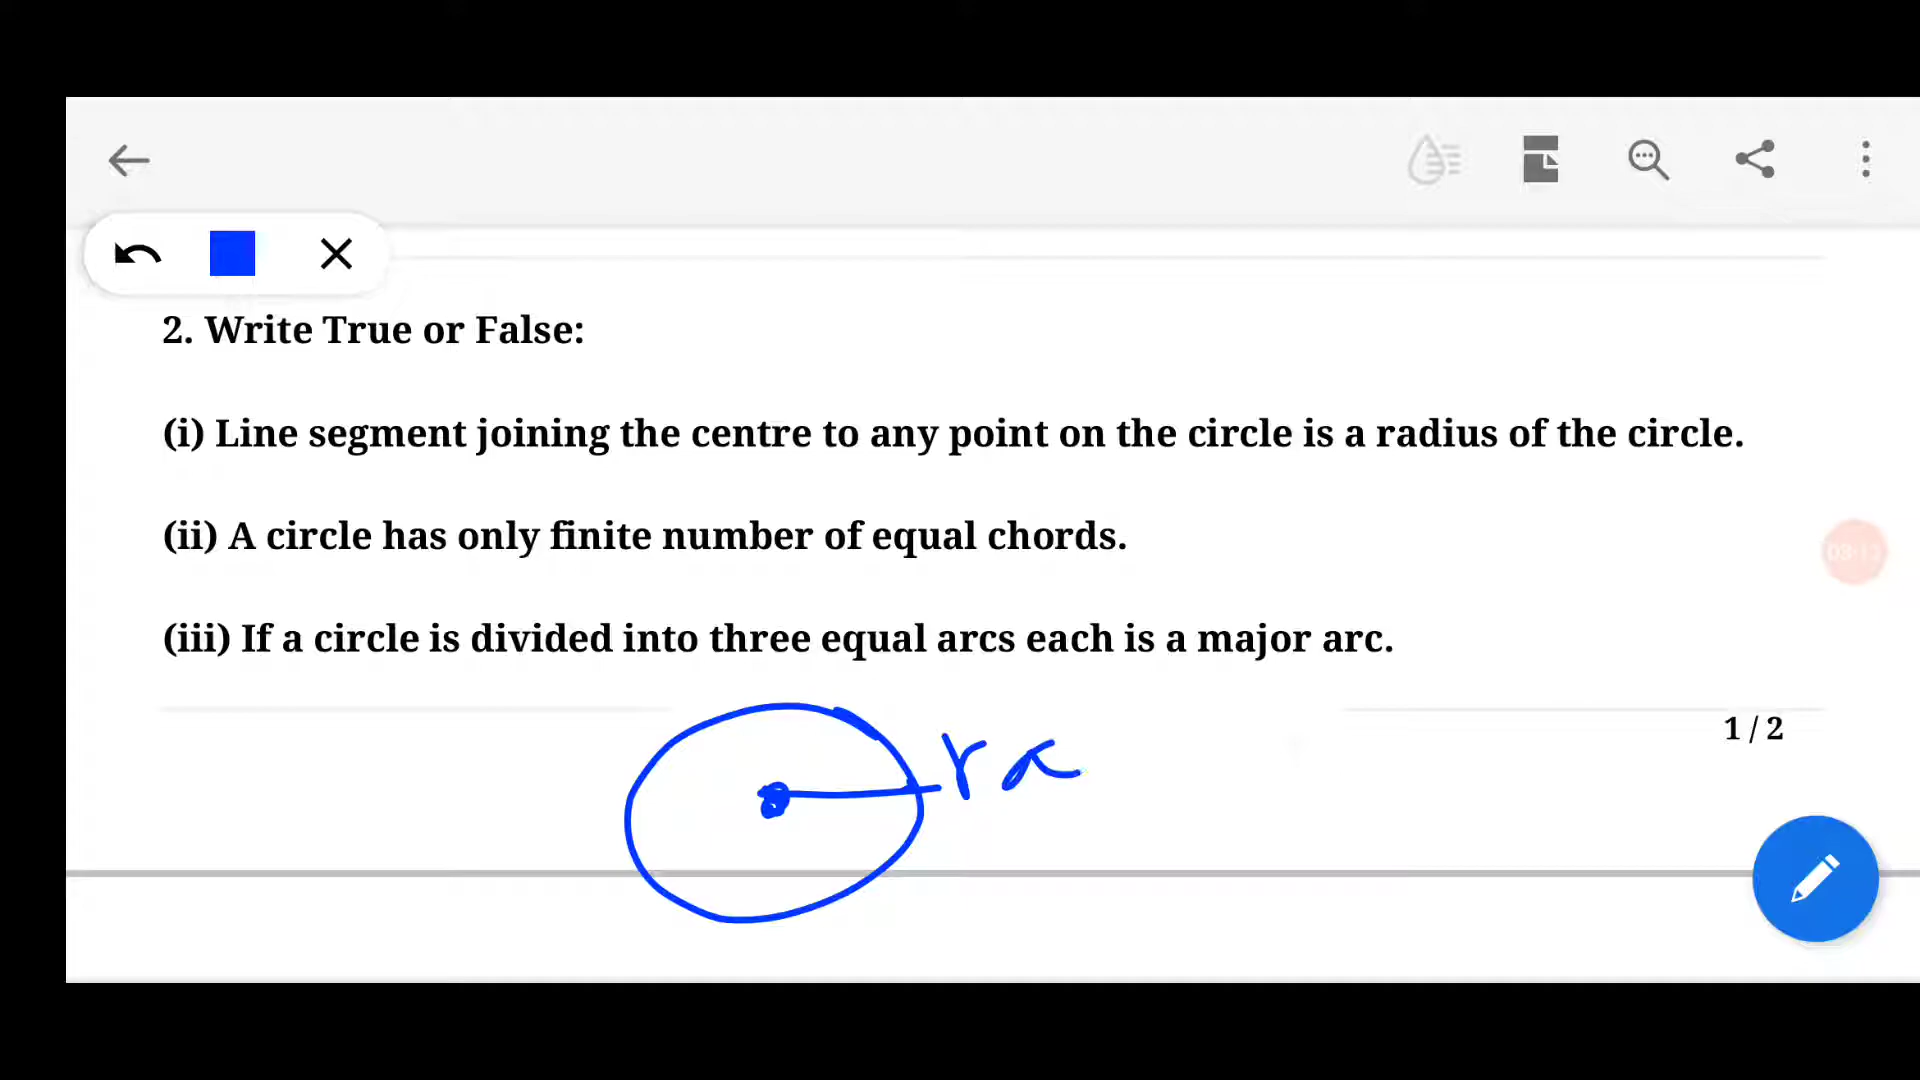 2. Write True or False:
(i) Line segment joining the centre to any point on the circle is a radius of the circle.
(ii) A circle has only finite number of equal chords.
(iii) If a circle is divided into three equal arcs each is a major arc.
1 / 2
ra